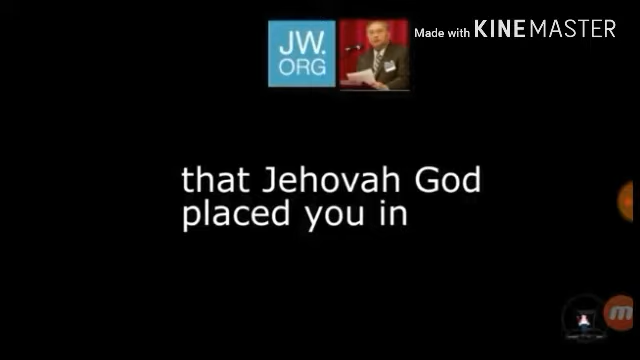 JW.
ORG
Made with KINEMASTER
that Jehovah God
placed you in
m